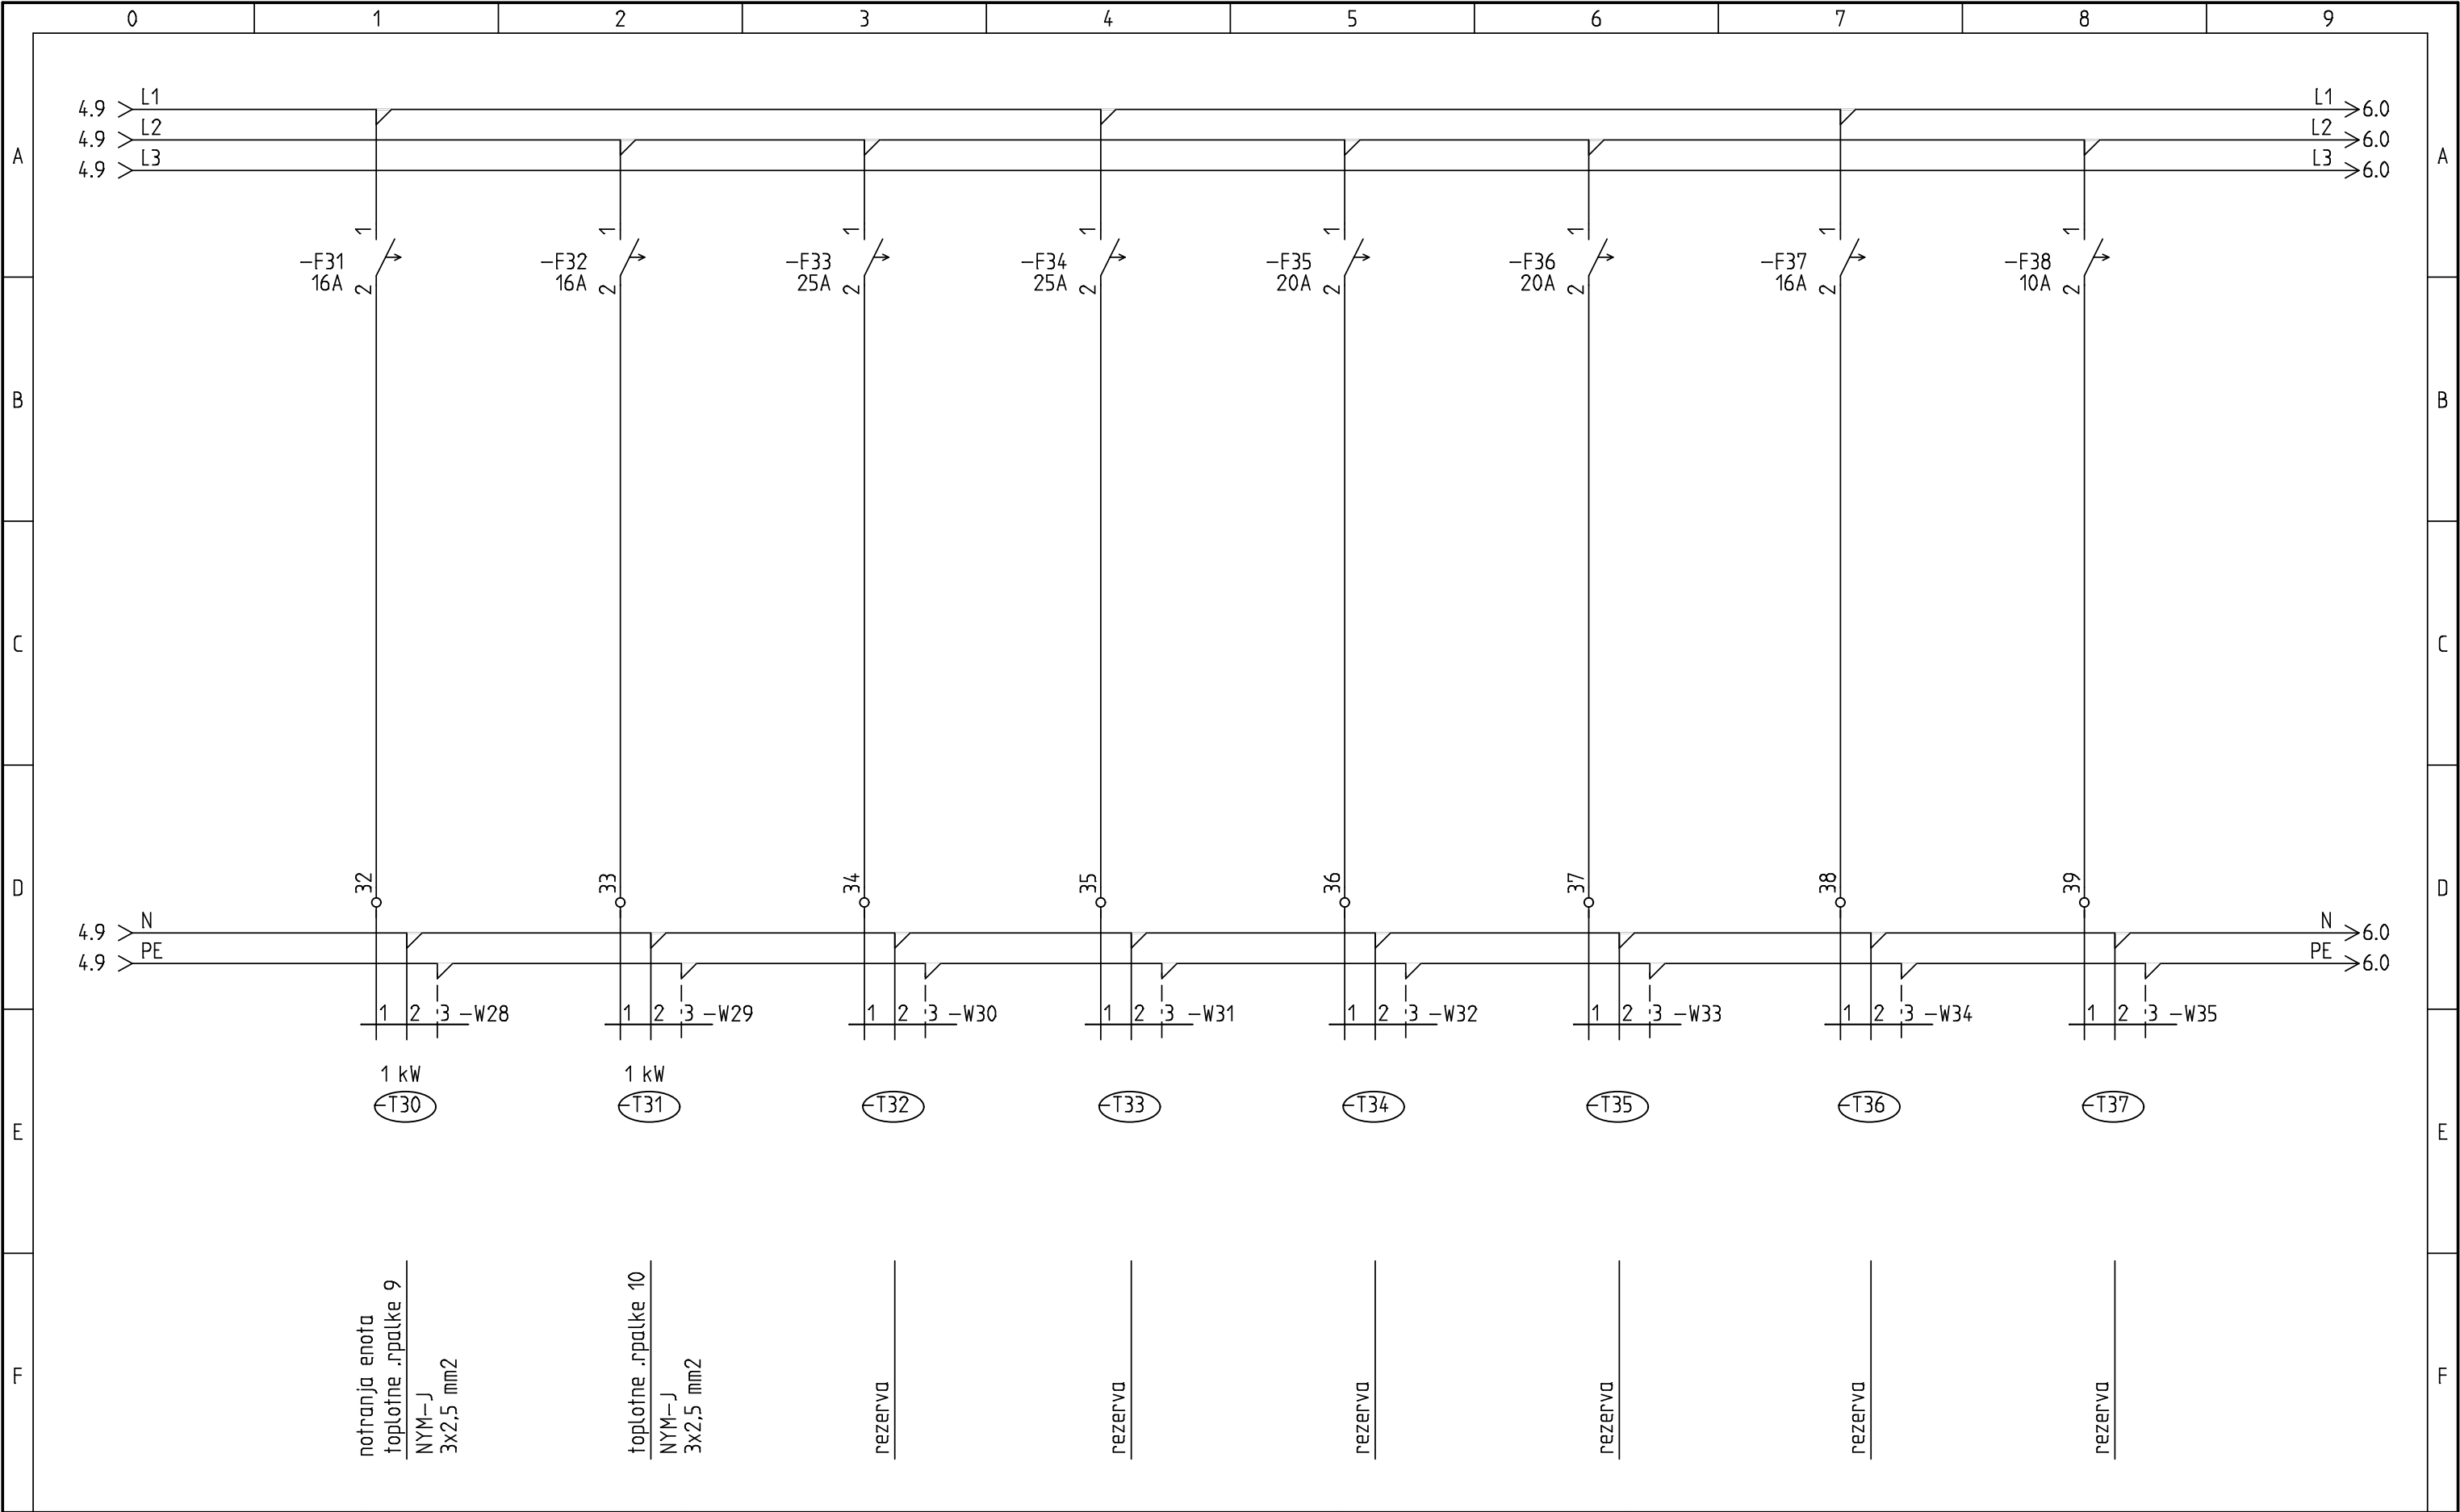 0 1 2 3 4 5 6 7 8 9
L1 L1
4.9 6.0
L2 L2
4.9 6.0
A A
L3 L3
4.9 6.0
1 1 1 1 1 1 1 1
-F31 -F32 -F33 -F34 -F35 -F36 -F37 -F38
16A 16A 25A 25A 20A 20A 16A 10A
2 2 2 2 2 2 2 2
B B
C C
32 33 34 35 36 37 38 39
D D
N N
4.9 6.0
PE PE
4.9 6.0
1 2 3 -W28 1 2 3 -W29 1 2 3 -W30 1 2 3 -W31 1 2 3 -W32 1 2 3 -W33 1 2 3 -W34 1 2 3 -W35
1 kW 1 kW
-T30 -T31 -T32 -T33 -T34 -T35 -T36 -T37
E E
notranja enota
toplotne .rpalke 9
NYM-J
3x2,5 mm2
toplotne .rpalke 10
NYM-J
3x2,5 mm2
rezerva
rezerva
rezerva
rezerva
rezerva
rezerva
F F